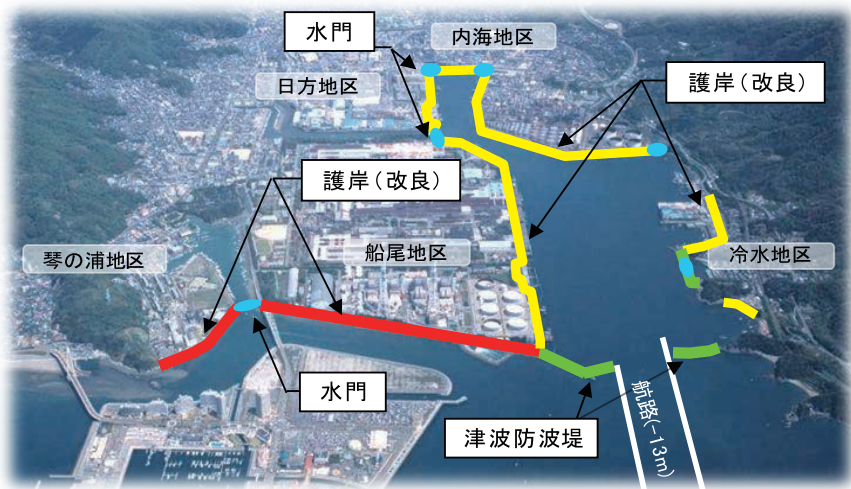 水門
内海地区
日方地区
護岸（改良）
護岸（改良）
琴の浦地区
船尾地区
冷水地区
水門
航路(-13m)
津波防波堤